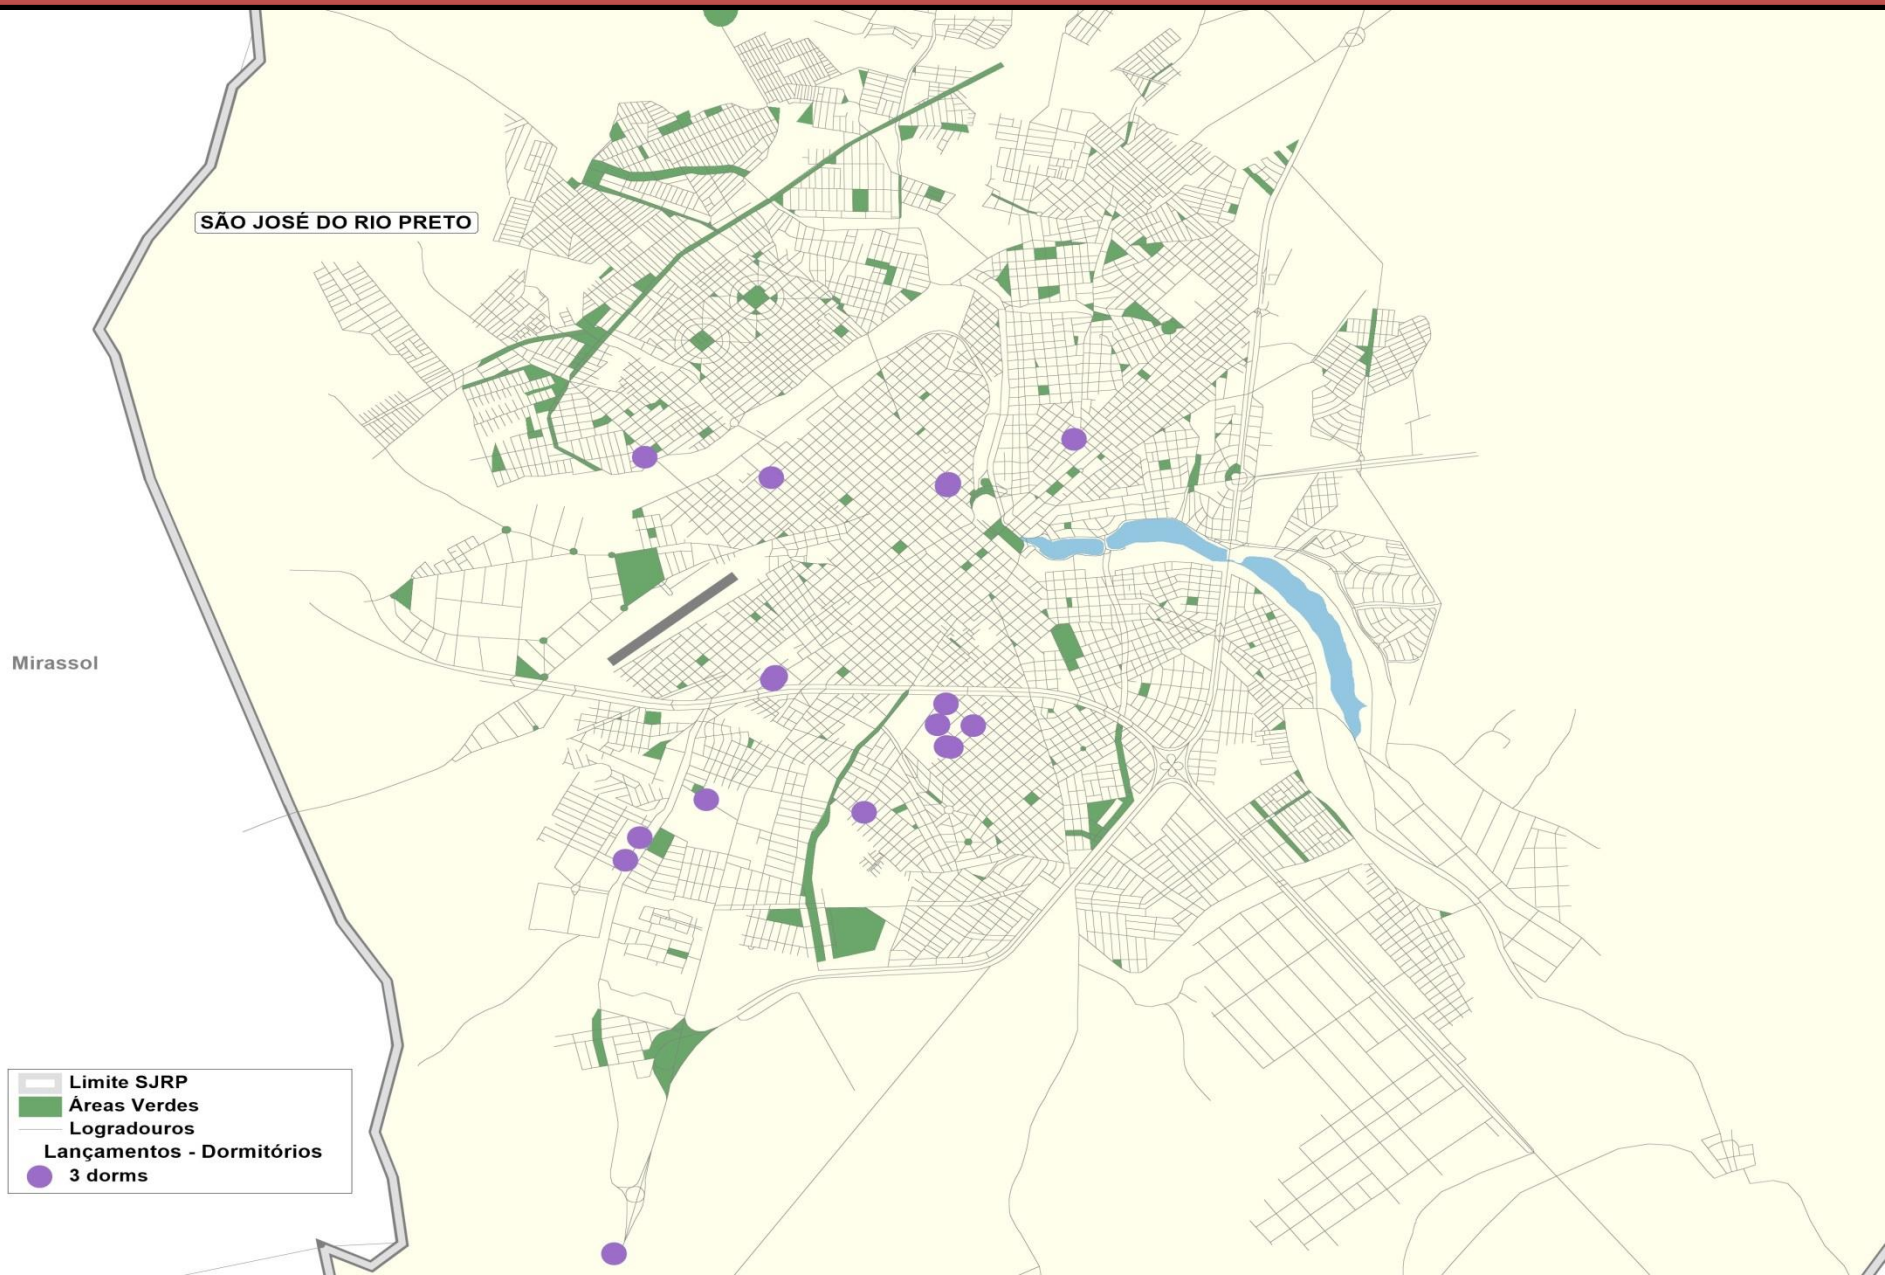 SÃO JOSÉ DO RIO PRETO
Mirassol
Limite SJRP
Áreas Verdes
Logradouros
Lançamentos - Dormitórios
3 dorms